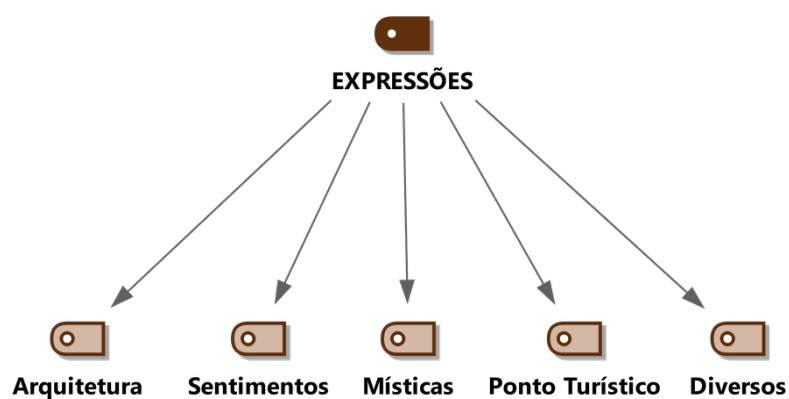 EXPRESSÕES
Arquitetura
Sentimentos
Místicas
Ponto Turístico
Diversos